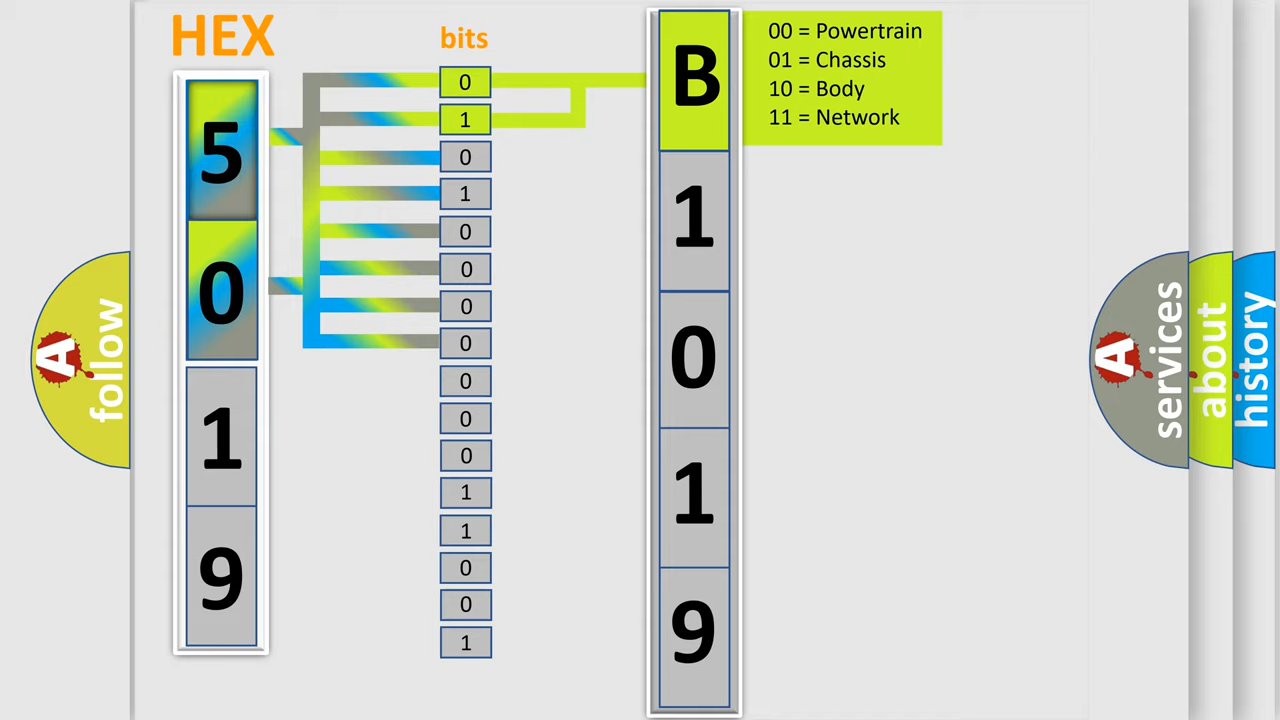 HEX
bits
5
0
1
9
0
1
0
1
0
0
0
0
0
0
0
1
1
0
0
1
B
1
0
1
9
00 = Powertrain
01 = Chassis
10 = Body
11 = Network
A
follow
A
services
about
history